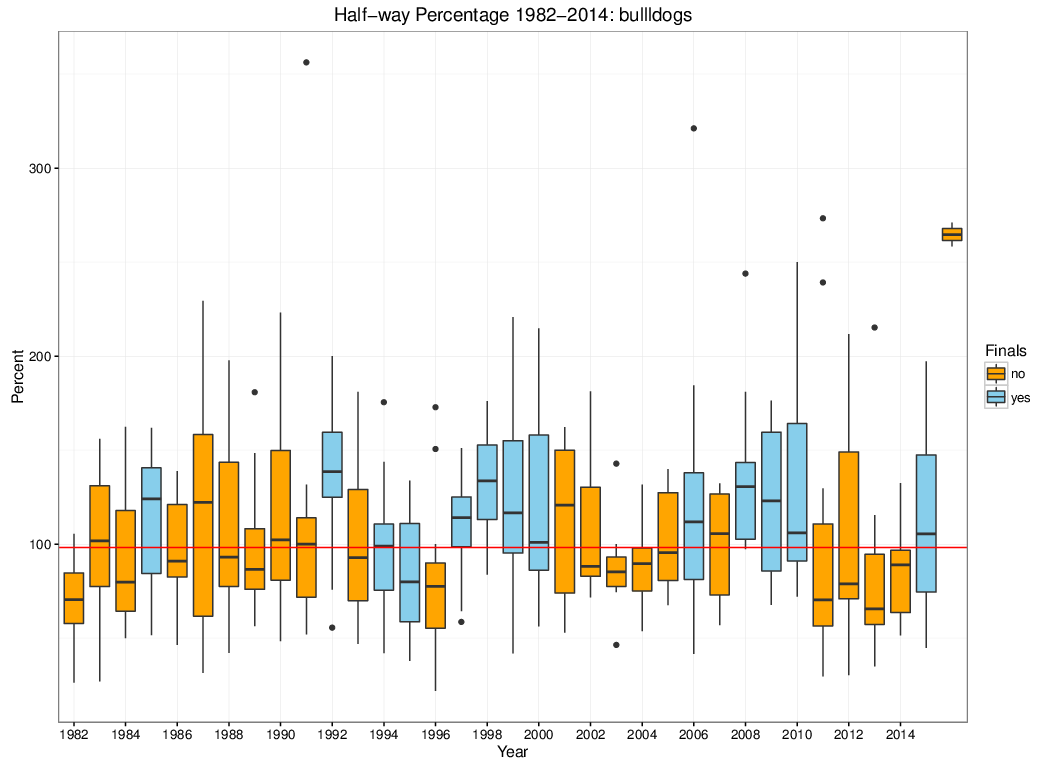 Half−way Percentage 1982−2014: bullldogs
300
200
100
Percent
1982 1984 1986 1988 1990 1992 1994 1996 1998 2000 2002 2004 2006 2008 2010 2012 2014
Year
Finals
no
yes